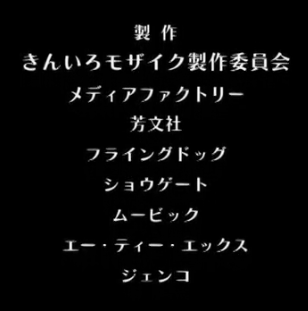 製作
きんいろモザイク製作委員会
メディアファクトリー
芳文社
フライングドッグ
ショウゲート
ムービック
エー・ティー・エックス
ジェンコ